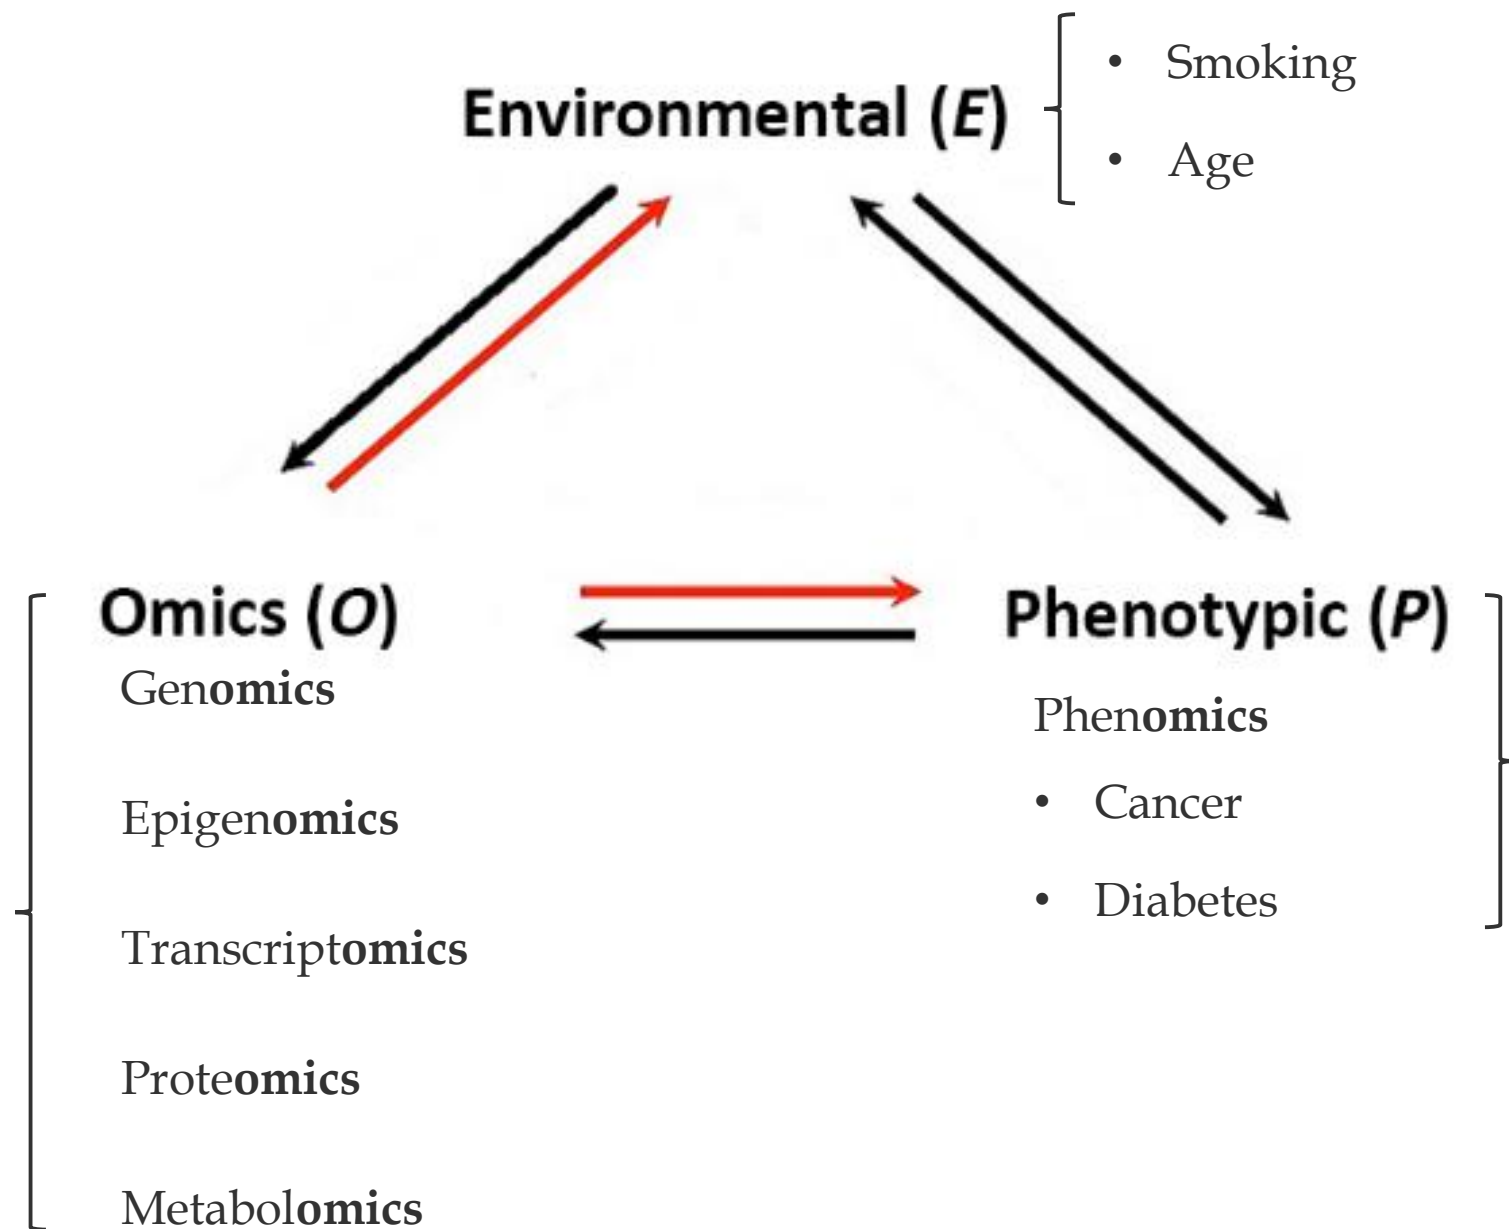 Environmental (E)
• Smoking
• Age
Omics (O)
Genomics
Epigenomics
Transcriptomics
Proteomics
Metabolomics
Phenotypic (P)
Phenomics
• Cancer
• Diabetes